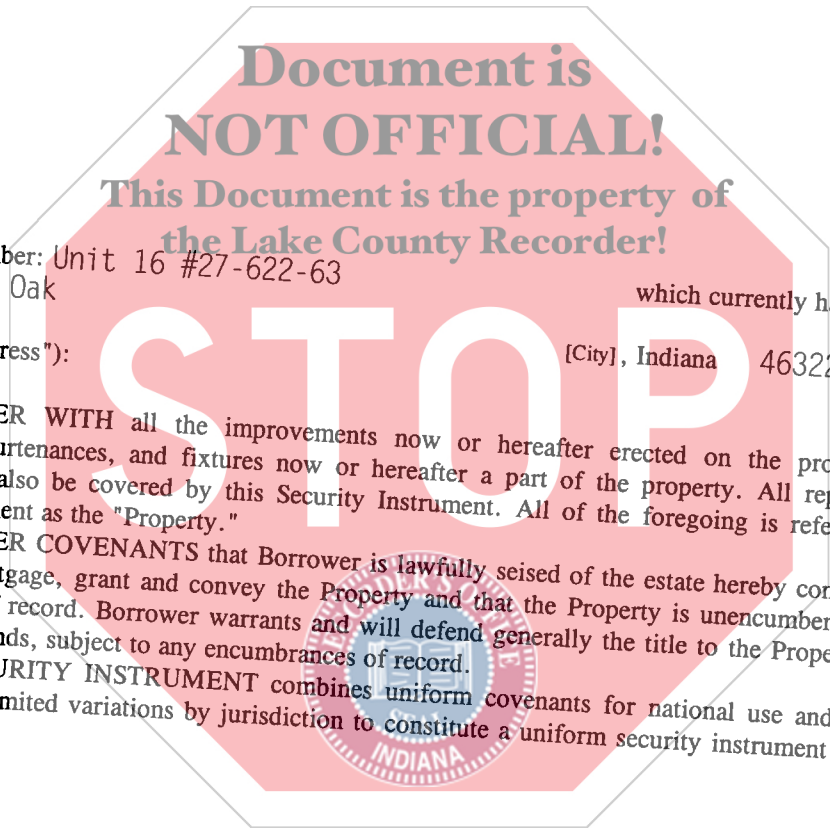 Document is
NOT OFFICIAL!
This Document is the property of
the Lake County Recorder!
ber: Unit 16 #27-622-63
Oak
which currently h
ress"):
[City], Indiana 46322
STOP
ER WITH all the improvements now or hereafter erected on the pro
urtenances, and fixtures now or hereafter a part of the property. All rep
also be covered by this Security Instrument. All of the foregoing is refe
ent as the "Property."
ER COVENANTS that Borrower is lawfully seised of the estate hereby con
tgage, grant and convey the Property and that the Property is unencumber
record. Borrower warrants and will defend generally the title to the Prope
nds, subject to any encumbrances of record.
URITY INSTRUMENT combines uniform covenants for national use and
mited variations by jurisdiction to constitute a uniform security instrument
RECORDER'S OFFICE
SEAL
INDIANA